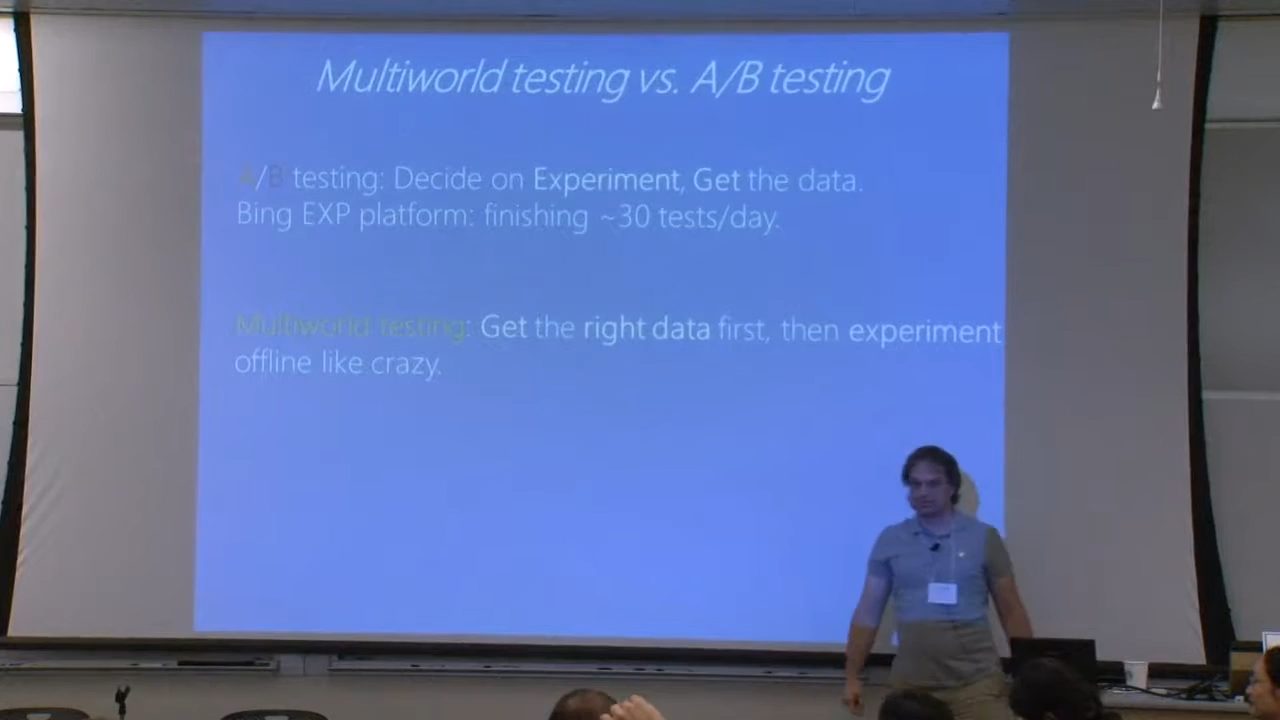 Multiworld testing vs. A/B testing
A/B testing: Decide on Experiment, Get the data.
Bing EXP platform: finishing ~30 tests/day.
Multiworld testing: Get the right data first, then experiment
offline like crazy.